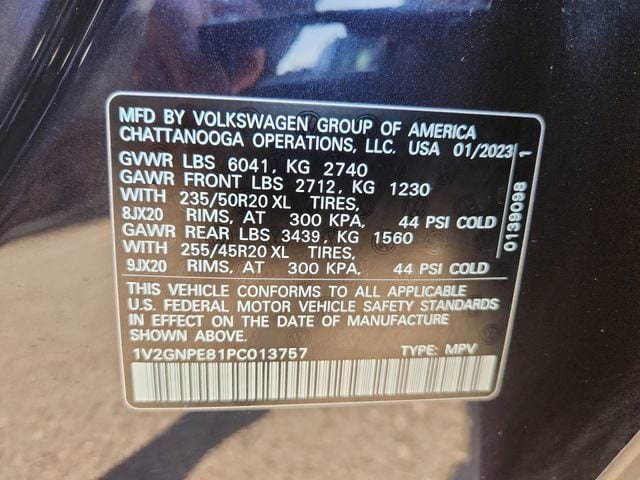 MFD BY VOLKSWAGEN GROUP OF AMERICA
CHATTANOOGA OPERATIONS, LLC. USA 01/2023
GVWR LBS 6041, KG 2740
GAWR FRONT LBS 2712, KG 1230
WITH 235/50R20 XL TIRES,
8JX20 RIMS, AT 300 KPA, 44 PSI COLD
GAWR REAR LBS 3439, KG 1560
WITH 255/45R20 XL TIRES,
9JX20 RIMS, AT 300 KPA, 44 PSI COLD
THIS VEHICLE CONFORMS TO ALL APPLICABLE
U.S. FEDERAL MOTOR VEHICLE SAFETY STANDARDS
IN EFFECT ON THE DATE OF MANUFACTURE
SHOWN ABOVE.
1V2GNPE81PC013757 TYPE: MPV
0139098 1